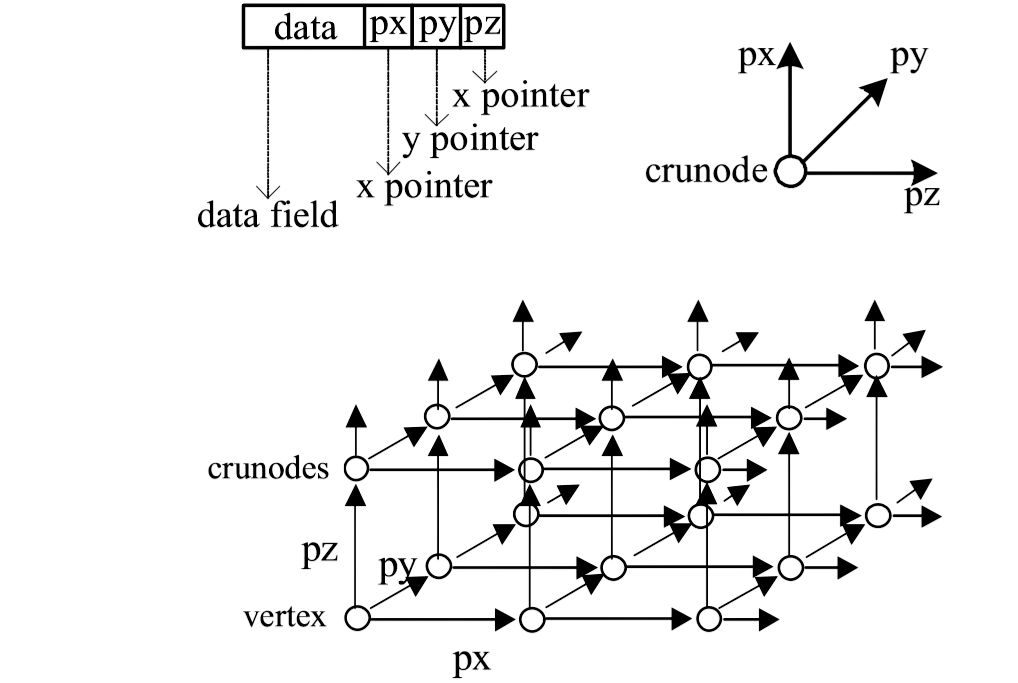 data px py pz
x pointer
y pointer
x pointer
data field
px
py
crunode
pz
crunodes
pz
py
vertex
px